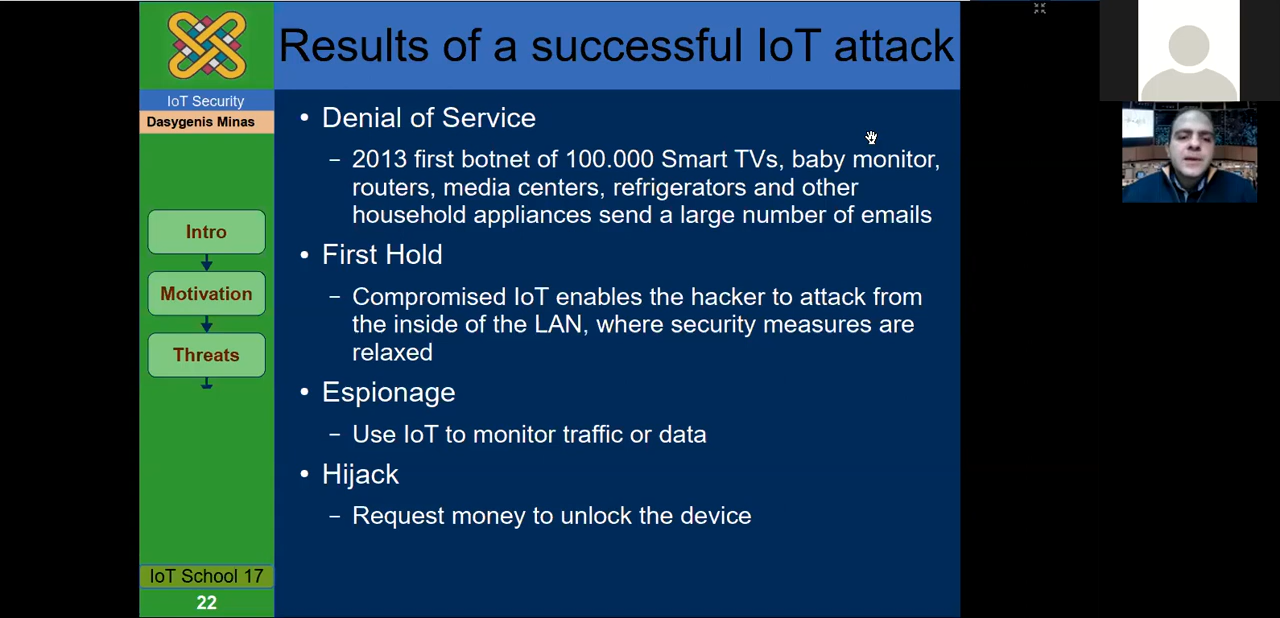 Results of a successful IoT attack
IoT Security
Dasygenis Minas
Intro
Motivation
Threats
IoT School 17
22
• Denial of Service
– 2013 first botnet of 100.000 Smart TVs, baby monitor,
routers, media centers, refrigerators and other
household appliances send a large number of emails
• First Hold
– Compromised IoT enables the hacker to attack from
the inside of the LAN, where security measures are
relaxed
• Espionage
– Use IoT to monitor traffic or data
• Hijack
– Request money to unlock the device